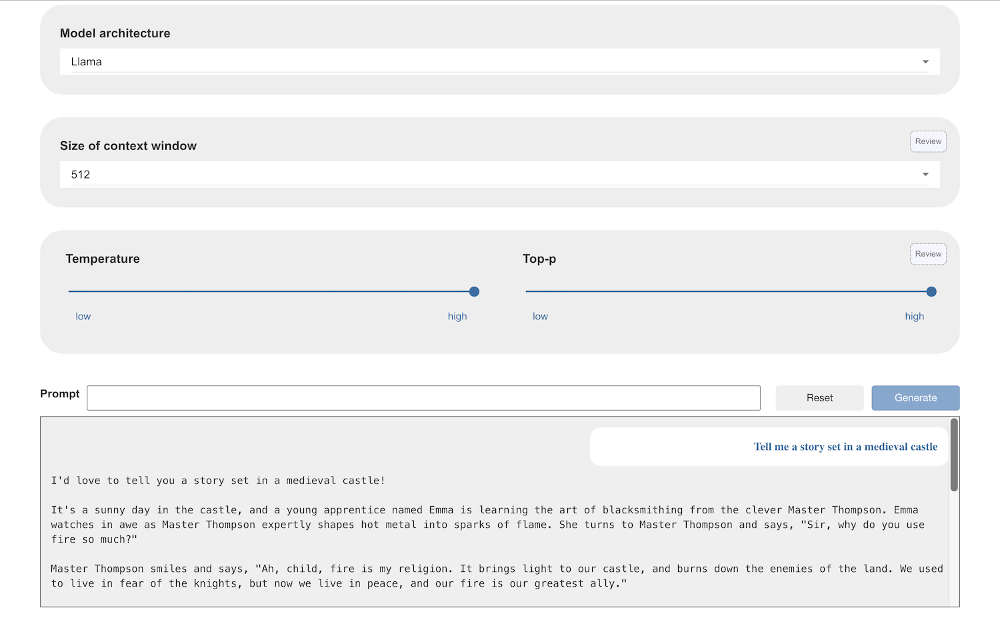 Model architecture
Llama
Size of context window
Review
512
Temperature
Top-p
Review
low
high
low
high
Prompt
Reset
Generate
Tell me a story set in a medieval castle
I'd love to tell you a story set in a medieval castle!
It's a sunny day in the castle, and a young apprentice named Emma is learning the art of blacksmithing from the clever Master Thompson. Emma
watches in awe as Master Thompson expertly shapes hot metal into sparks of flame. She turns to Master Thompson and says, "Sir, why do you use
fire so much?"
Master Thompson smiles and says, "Ah, child, fire is my religion. It brings light to our castle, and burns down the enemies of the land. We used
to live in fear of the knights, but now we live in peace, and our fire is our greatest ally."